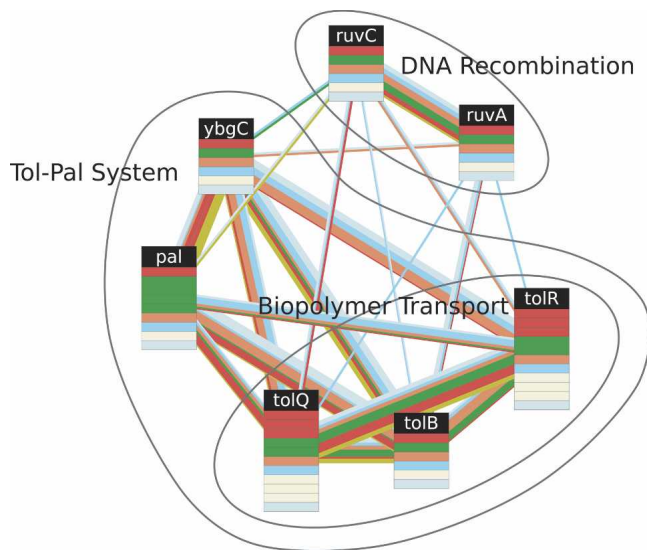 ruvC
DNA Recombination
ruvA
ybgC
Tol-Pal System
pal
Biopolymer Transport
tolR
tolQ
tolB